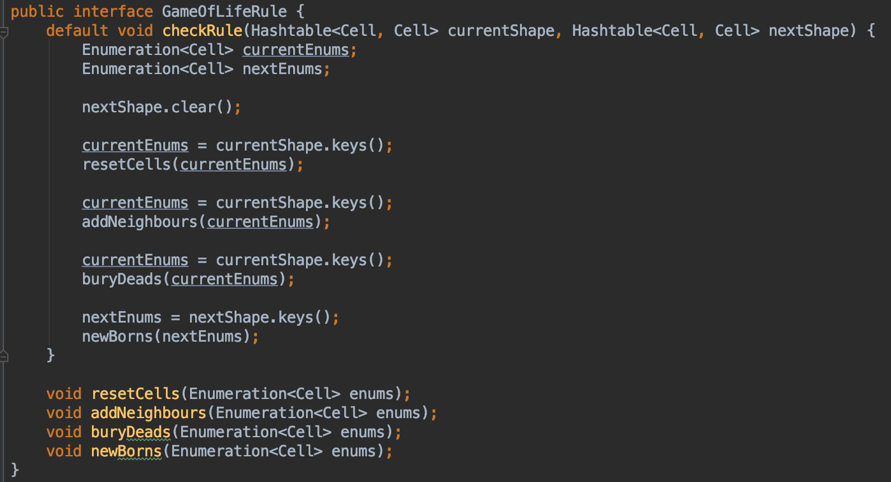 public interface GameOfLifeRule {
    default void checkRule(Hashtable<Cell, Cell> currentShape, Hashtable<Cell, Cell> nextShape) {
        Enumeration<Cell> currentEnums;
        Enumeration<Cell> nextEnums;

        nextShape.clear();

        currentEnums = currentShape.keys();
        resetCells(currentEnums);

        currentEnums = currentShape.keys();
        addNeighbours(currentEnums);

        currentEnums = currentShape.keys();
        buryDeads(currentEnums);

        nextEnums = nextShape.keys();
        newBorns(nextEnums);
    }

    void resetCells(Enumeration<Cell> enums);
    void addNeighbours(Enumeration<Cell> enums);
    void buryDeads(Enumeration<Cell> enums);
    void newBorns(Enumeration<Cell> enums);
}